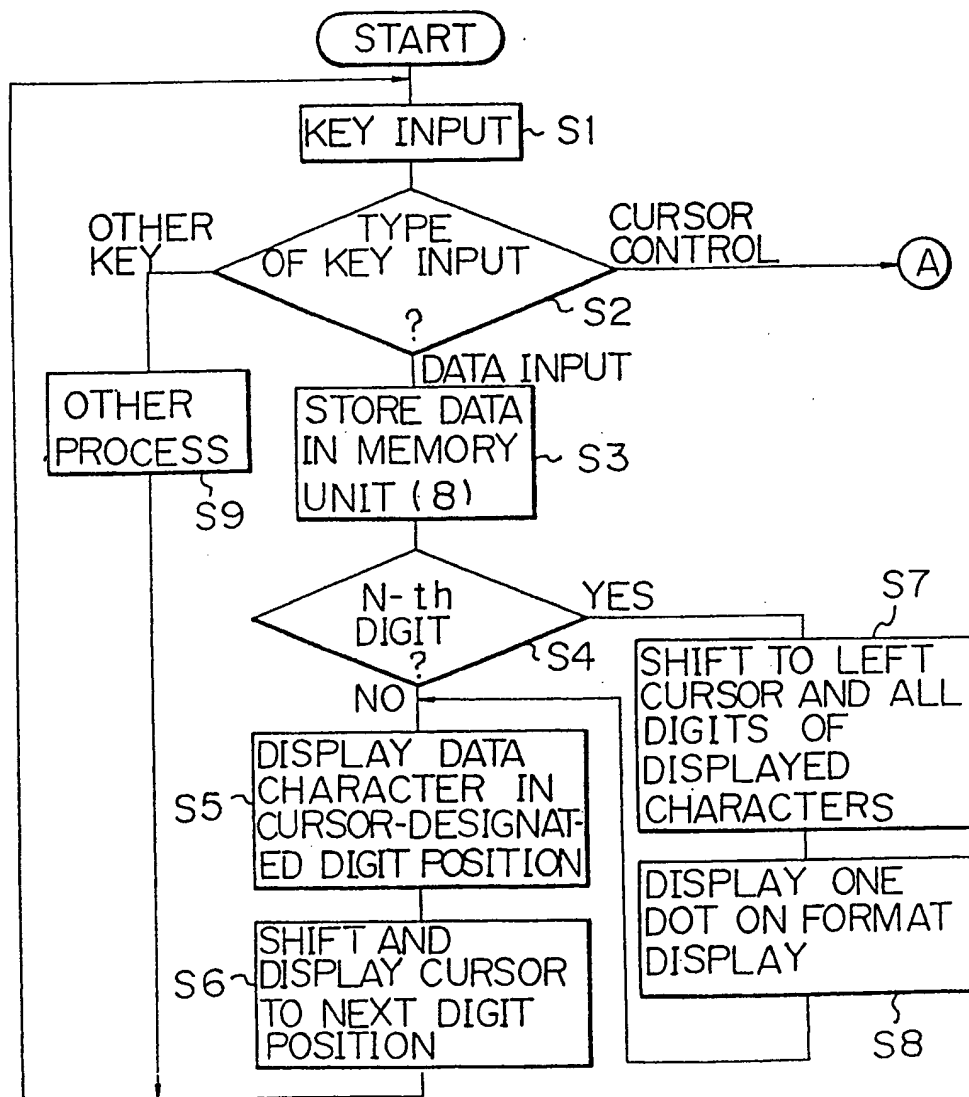 START
KEY INPUT
S1
OTHER
KEY
TYPE
OF KEY INPUT
?
S2
CURSOR
CONTROL
A
DATA INPUT
OTHER
PROCESS
S9
STORE DATA
IN MEMORY
UNIT (8)
S3
N-th
DIGIT
?
S4
YES
NO
S7
SHIFT TO LEFT
CURSOR AND ALL
DIGITS OF
DISPLAYED
CHARACTERS
S5
DISPLAY DATA
CHARACTER IN
CURSOR-DESIGNAT-
ED DIGIT POSITION
DISPLAY ONE
DOT ON FORMAT
DISPLAY
S8
S6
SHIFT AND
DISPLAY CURSOR
TO NEXT DIGIT
POSITION